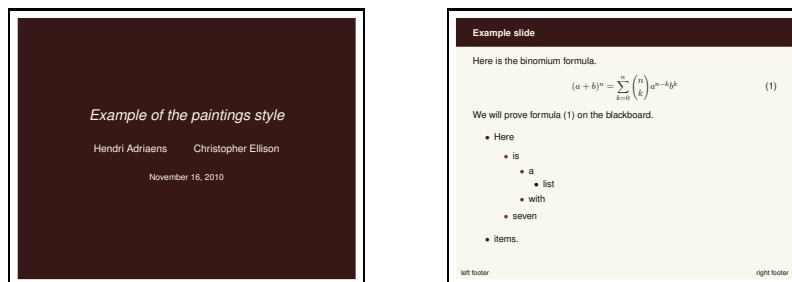 Example of the paintings style
Hendri Adriaens Christopher Ellison
November 16, 2010
Example slide
Here is the binomium formula.
(a + b)^n = \sum_{k=0}^{n} \binom{n}{k} a^{n-k} b^k (1)
We will prove formula (1) on the blackboard.
• Here
• is
• a
• list
• with
• seven
• items.
left footer right footer